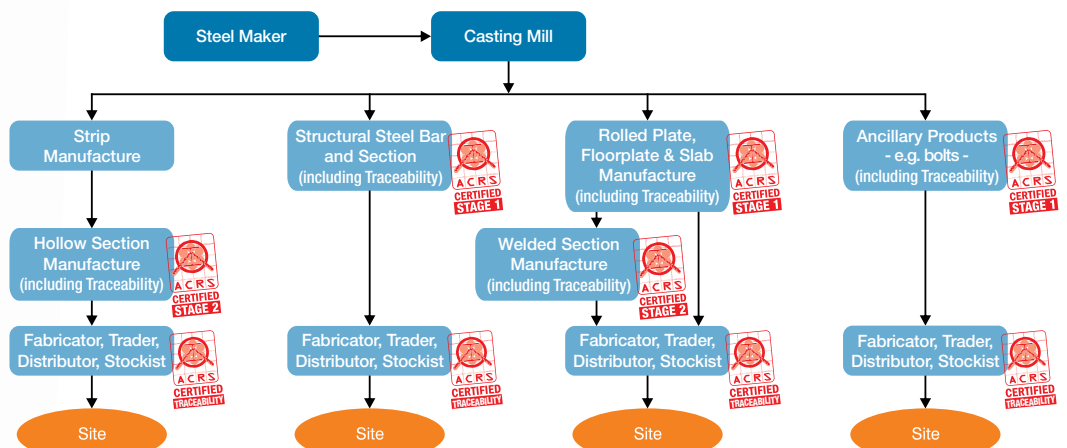 Steel Maker
Casting Mill
Strip
Manufacture
Structural Steel Bar
and Section
(including Traceability)
ACRS
CERTIFIED
STAGE 1
Rolled Plate,
Floorplate & Slab
Manufacture
(including Traceability)
ACRS
CERTIFIED
STAGE 1
Ancillary Products
- e.g. bolts -
(including Traceability)
ACRS
CERTIFIED
STAGE 1
Hollow Section
Manufacture
(including Traceability)
ACRS
CERTIFIED
STAGE 2
Welded Section
Manufacture
(including Traceability)
ACRS
CERTIFIED
STAGE 2
Fabricator, Trader,
Distributor, Stockist
ACRS
CERTIFIED
TRACEABILITY
Fabricator, Trader,
Distributor, Stockist
ACRS
CERTIFIED
TRACEABILITY
Fabricator, Trader,
Distributor, Stockist
ACRS
CERTIFIED
TRACEABILITY
Fabricator, Trader,
Distributor, Stockist
ACRS
CERTIFIED
TRACEABILITY
Site
Site
Site
Site